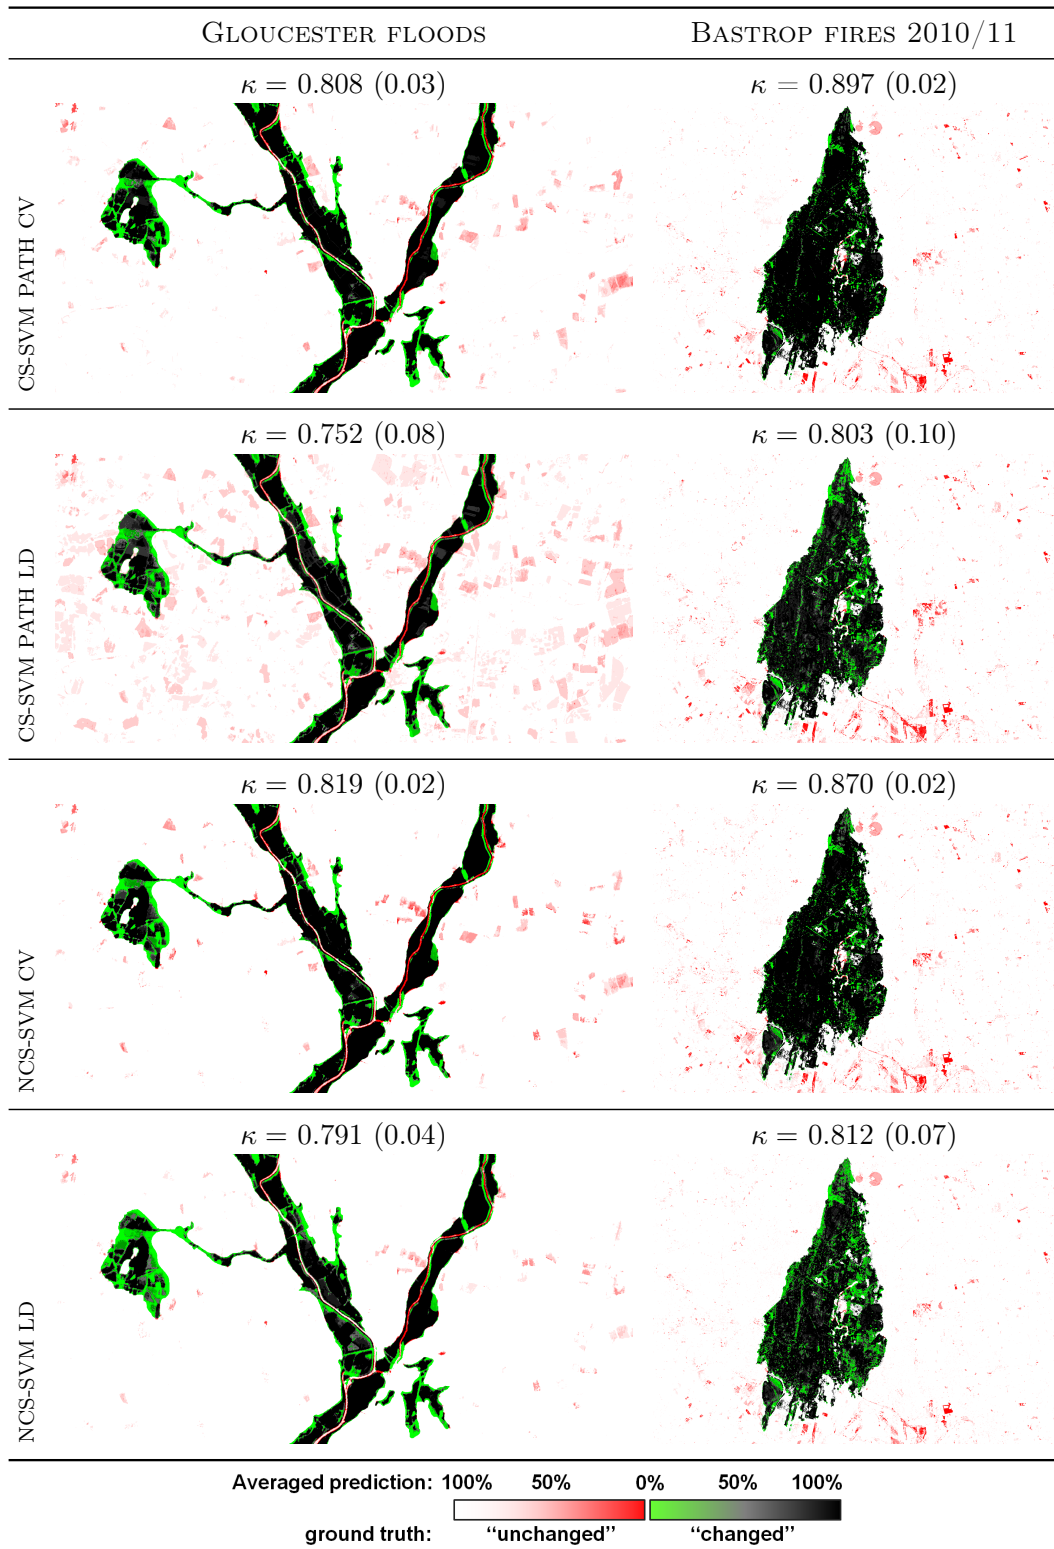 GLOUCESTER FLOODS BASTROP FIRES 2010/11
κ = 0.808 (0.03) κ = 0.897 (0.02)
CS-SVM PATH CV
κ = 0.752 (0.08) κ = 0.803 (0.10)
CS-SVM PATH LD
κ = 0.819 (0.02) κ = 0.870 (0.02)
NCS-SVM CV
κ = 0.791 (0.04) κ = 0.812 (0.07)
NCS-SVM LD
Averaged prediction: 100% 50% 0% 50% 100%
ground truth: “unchanged” “changed”